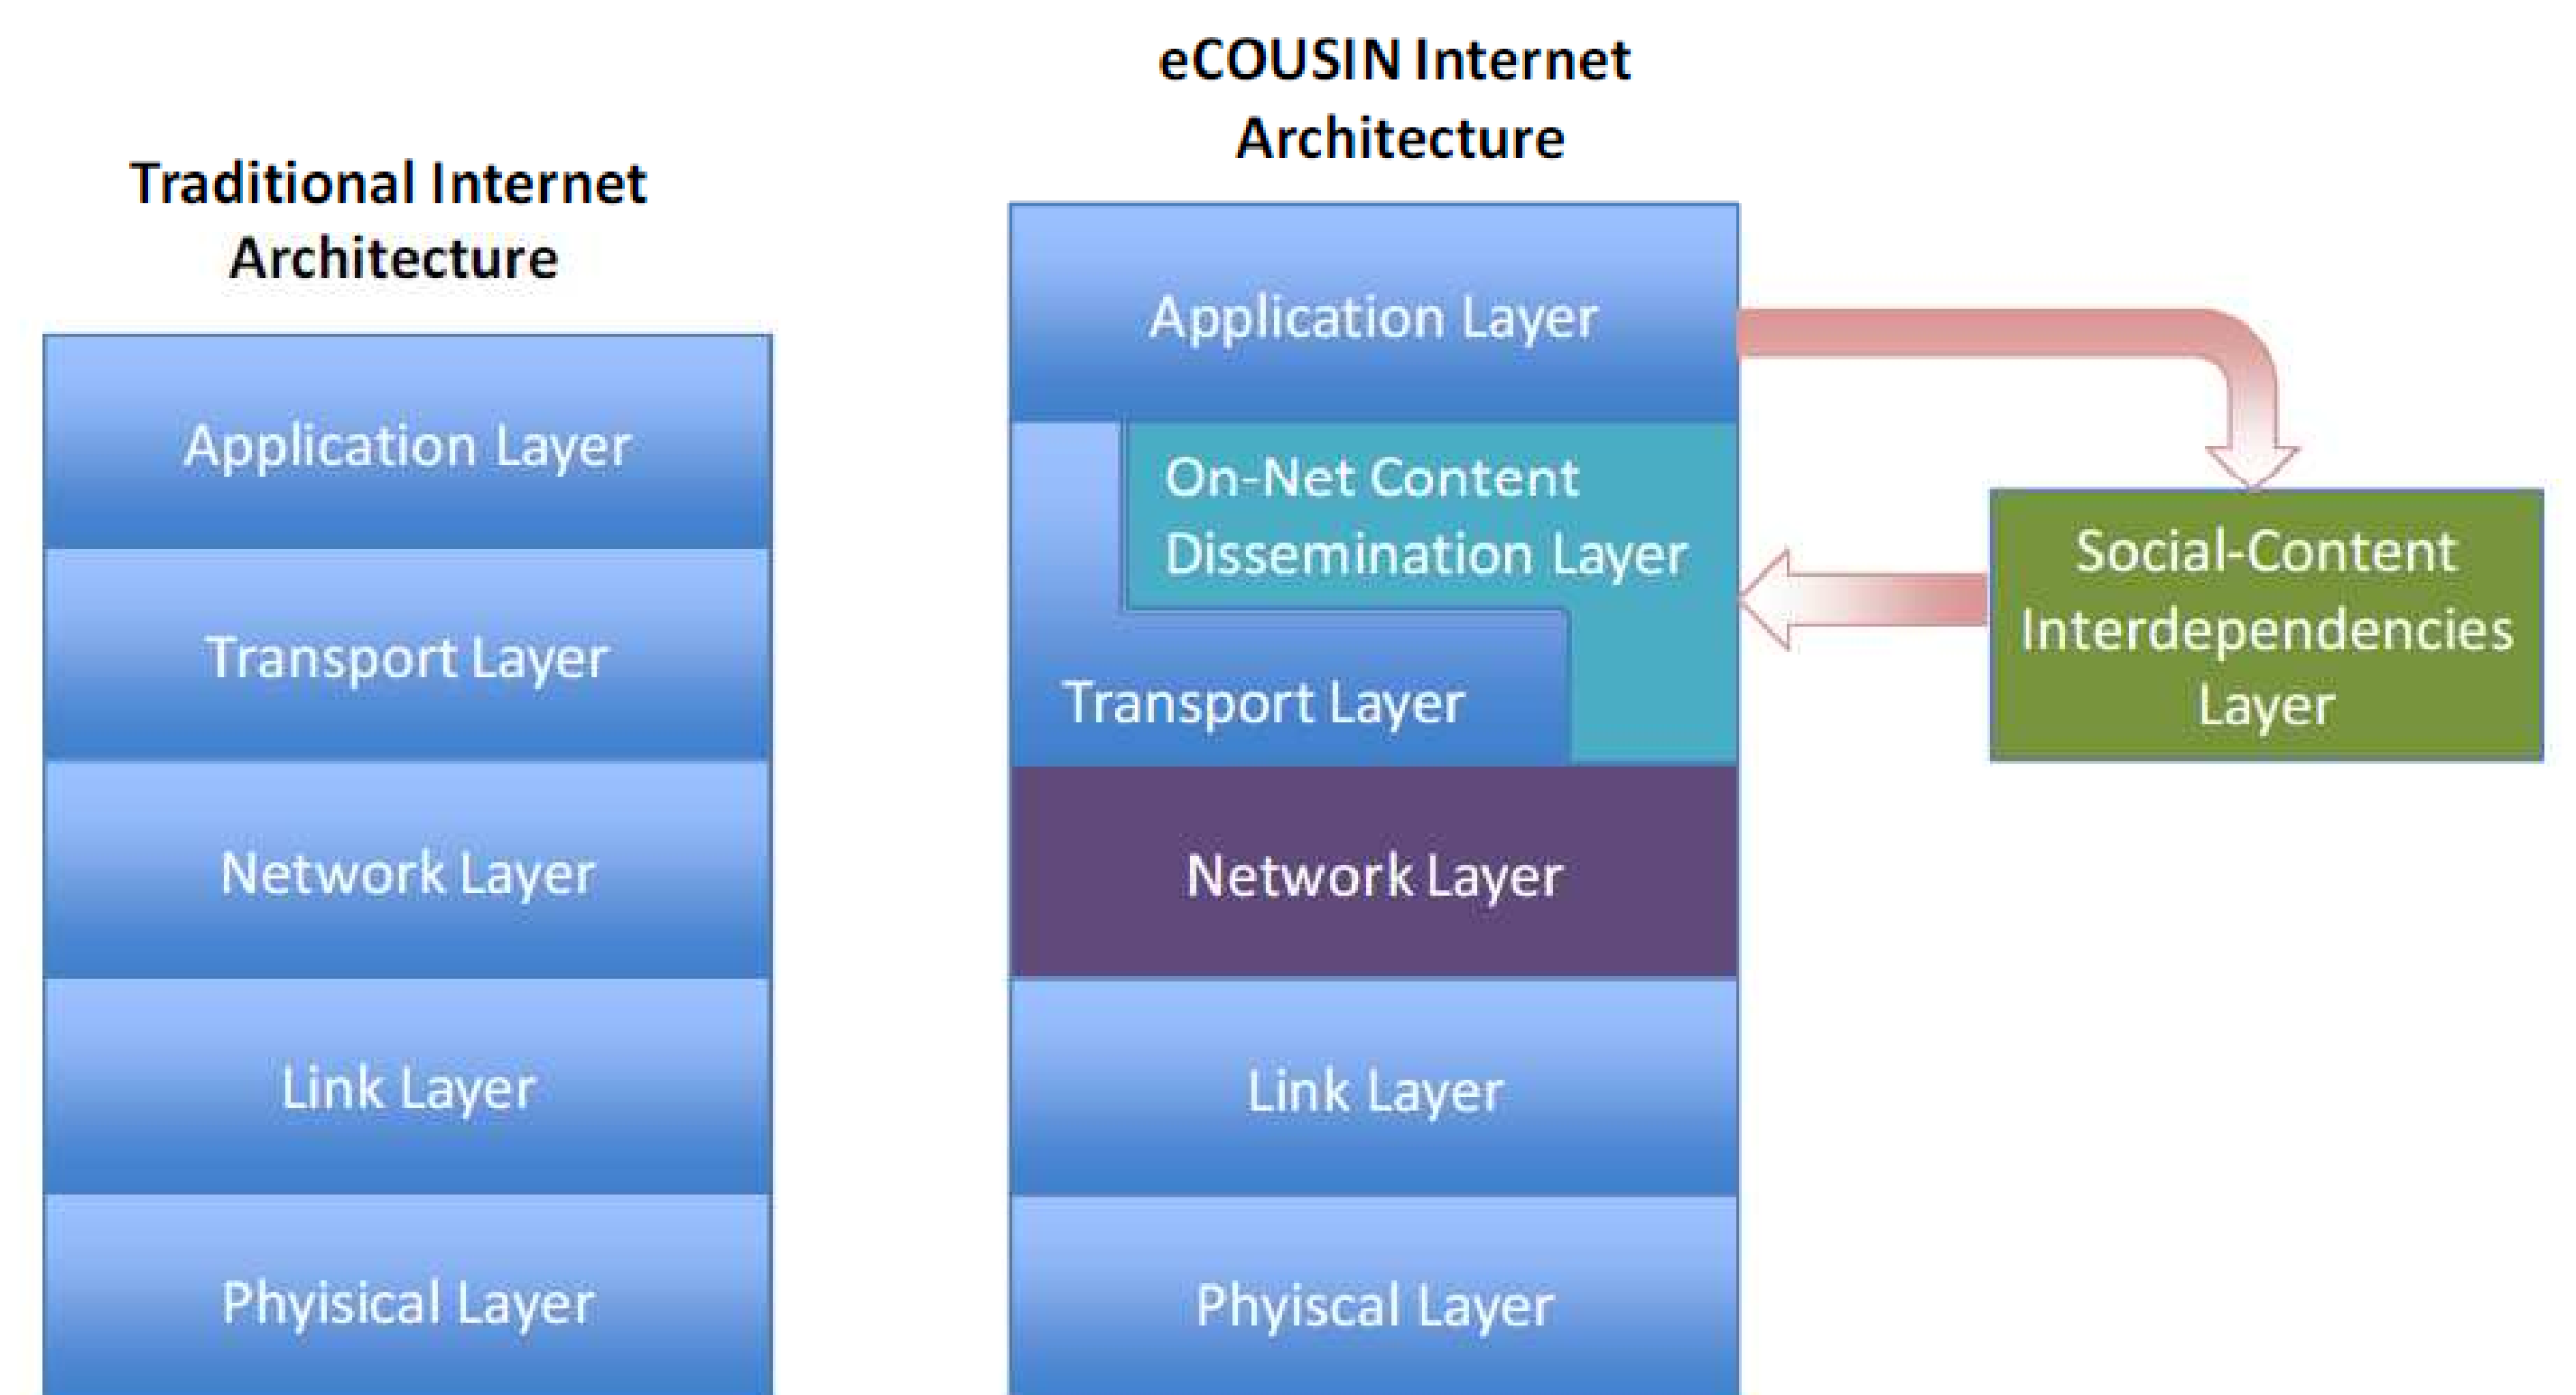 Traditional Internet
Architecture
Application Layer
Transport Layer
Network Layer
Link Layer
Phyisical Layer
eCOUSIN Internet
Architecture
Application Layer
On-Net Content
Dissemination Layer
Transport Layer
Network Layer
Link Layer
Phyiscal Layer
Social-Content
Interdependencies
Layer